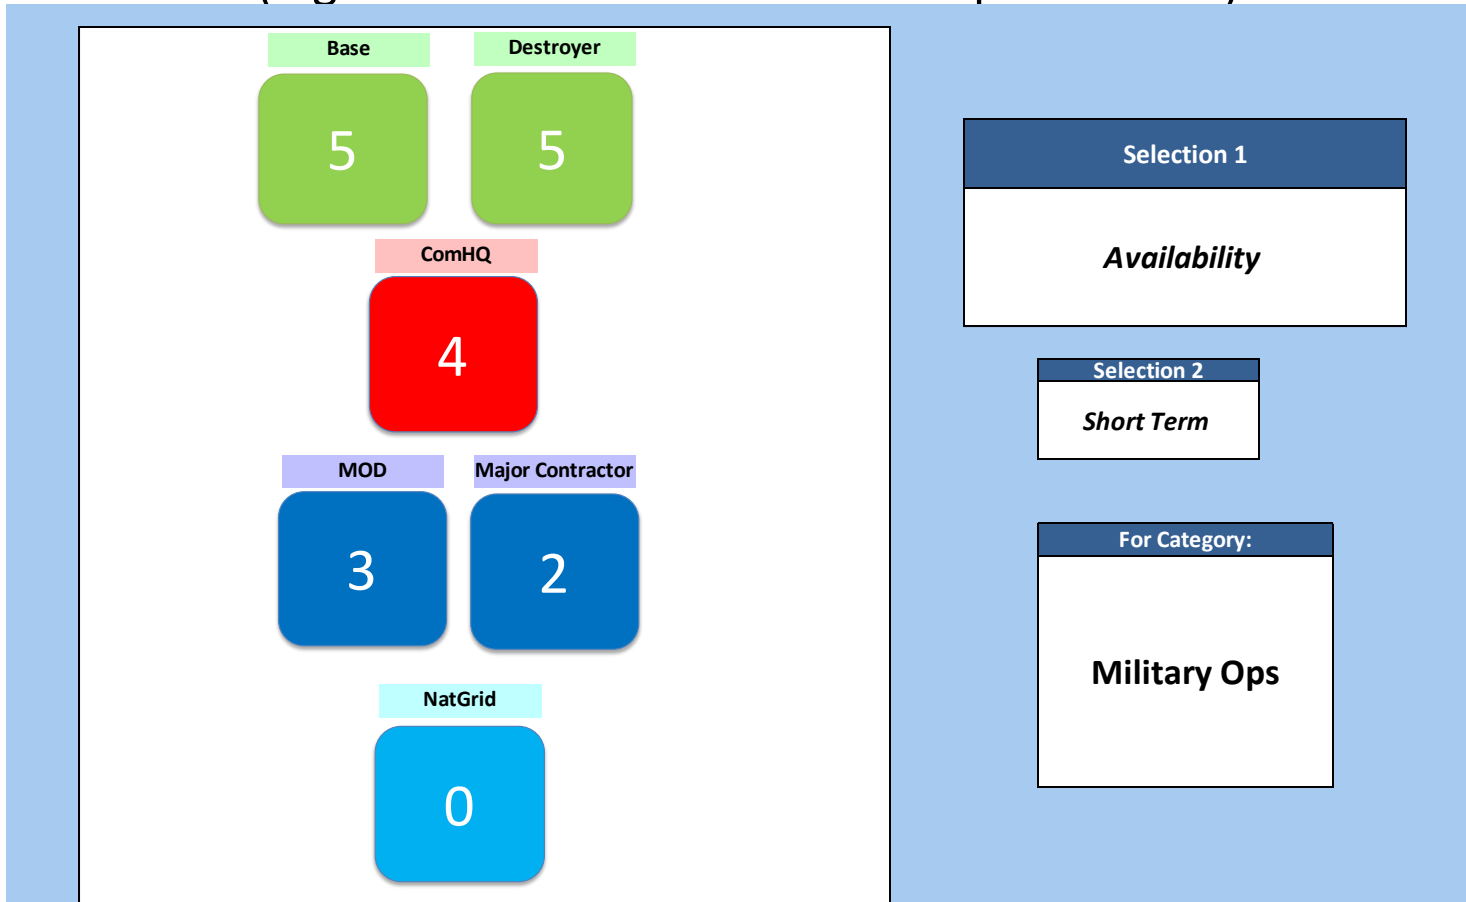 Base
Destroyer
5
5
ComHQ
4
MOD
Major Contractor
3
2
NatGrid
0
Selection 1
Availability
Selection 2
Short Term
For Category:
Military Ops